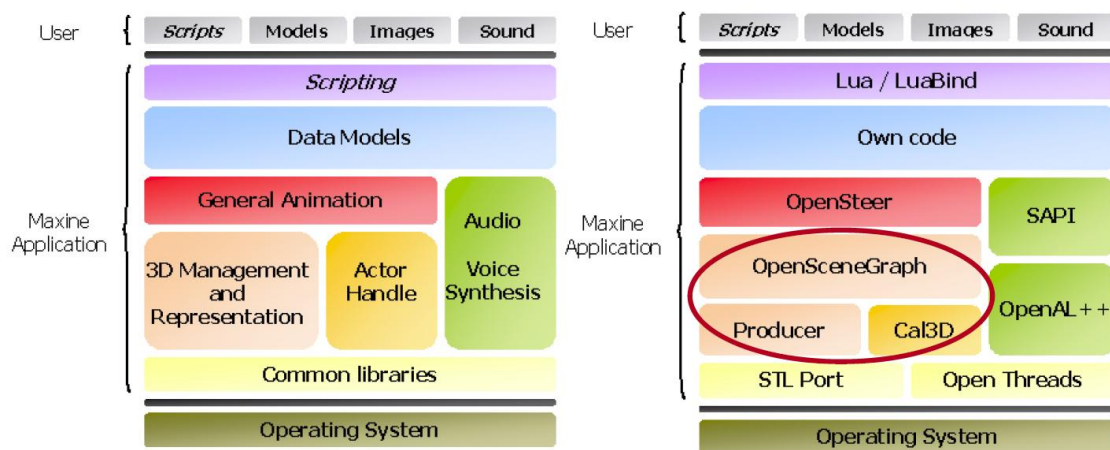 User
Scripts
Models
Images
Sound
Maxine
Application
Scripting
Data Models
General Animation
Audio
Voice
Synthesis
3D Management
and
Representation
Actor
Handle
Common libraries
Operating System
User
Scripts
Models
Images
Sound
Maxine
Application
Lua / LuaBind
Own code
OpenSteer
SAPI
OpenSceneGraph
OpenAL++
Producer
Cal3D
STL Port
Open Threads
Operating System